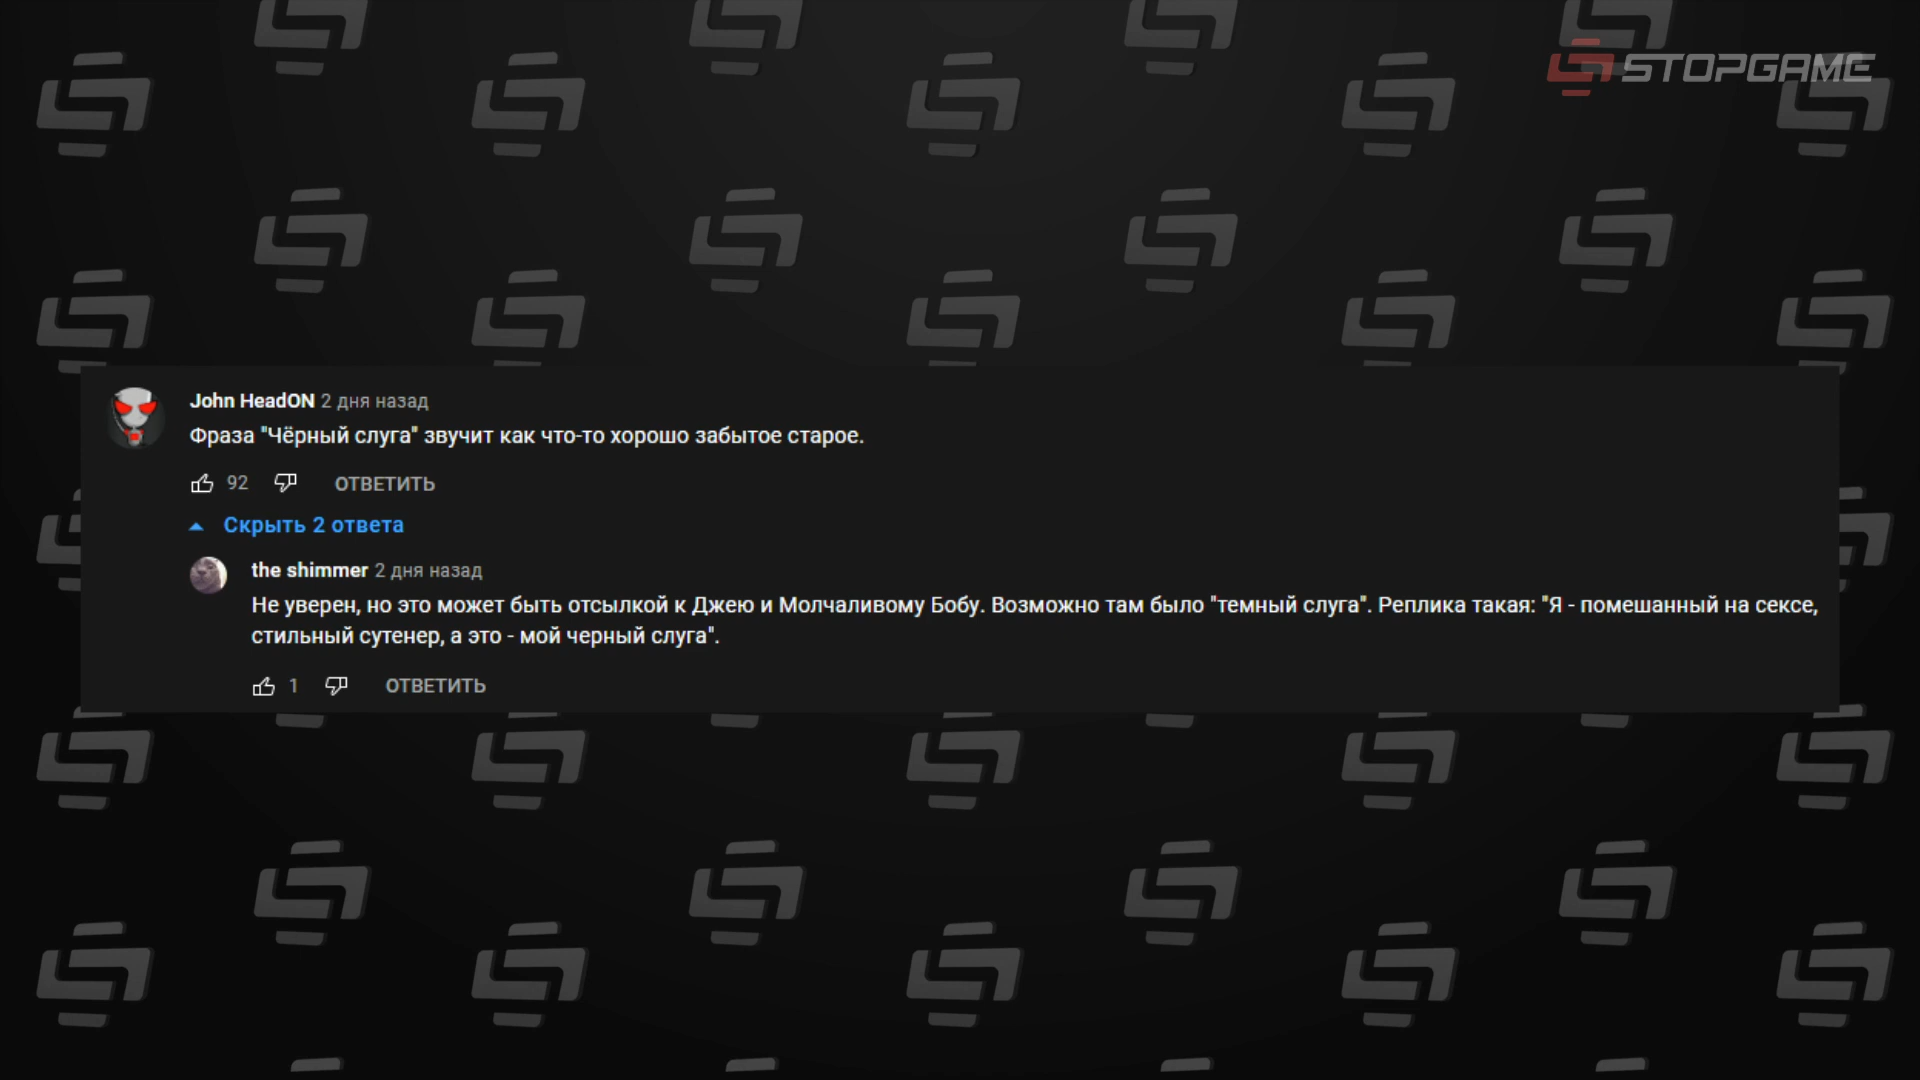 STOPGAME
John HeadON 2 дня назад
Фраза "Чёрный слуга" звучит как что-то хорошо забытое старое.
92 ОТВЕТИТЬ
Скрыть 2 ответа
the shimmer 2 дня назад
Не уверен, но это может быть отсылкой к Джею и Молчаливому Бобу. Возможно там было "темный слуга". Реплика такая: "Я - помешанный на сексе,
стильный сутенер, а это - мой черный слуга".
1 ОТВЕТИТЬ